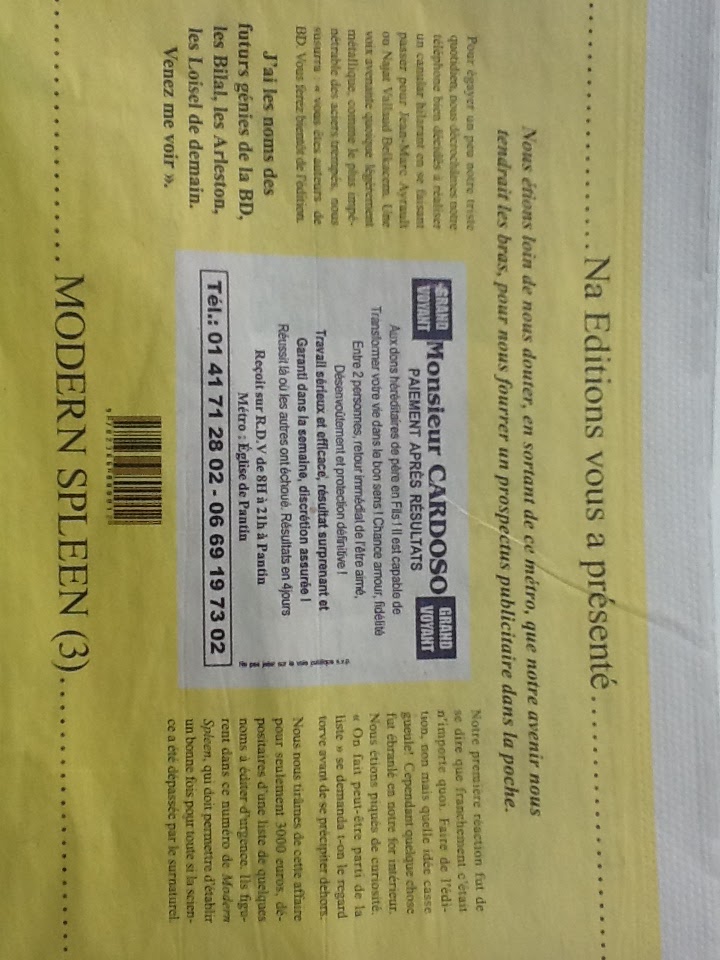 Na Editions vous a présenté
Nous étions loin de nous douter, en sortant de ce métro, que notre avenir nous
tendrait les bras, pour nous fourrer un prospectus publicitaire dans la poche.
Pour égayer un peu notre triste
quotidien, nous décrochâmes notre
téléphone bien décidés à réaliser
un canular hilarant en se faisant
passer pour Jean-Marc Ayrault
ou Najat Vallaud Belkacem. Une
voix avenante quoique légèrement
métallique, comme le plus impé-
nétrable des aciers trempés, nous
susurra « vous êtes auteurs de
BD. Vous ferez bientôt de l'édition.
J'ai les noms des
futurs génies de la BD,
les Bilal, les Arleston,
les Loisel de demain.
Venez me voir ».
GRAND
VOYANT
Monsieur CARDOSO
GRAND
VOYANT
PAIEMENT APRÈS RÉSULTATS
Aux dons héréditaires de père en Fils ! Il est capable de
Transformer votre vie dans le bon sens ! Chance amour, fidélité
Entre 2 personnes, retour immédiat de l'être aimé,
Désenvoûtement et protection définitive !
Travail sérieux et efficace, résultat surprenant et
Garanti dans la semaine, discrétion assurée !
Réussit là où les autres ont échoué. Résultats en 4jours
Reçoit sur R.D.V de 8H à 21h à Pantin
Métro : Église de Pantin
Tél.: 01 41 71 28 02 - 06 69 19 73 02
Notre première réaction fut de
se dire que franchement c'était
n'importe quoi. Faire de l'édi-
tion, non mais quelle idée casse
gueule! Cependant quelque chose
fut ébranlé en notre for intérieur.
Nous étions piqués de curiosité.
« On fait peut-être parti de la
liste » se demanda t-on le regard
torve avant de se précipiter dehors.
Nous nous tirâmes de cette affaire
pour seulement 3000 euros, dé-
positaires d'une liste de quelques
noms à éditer d'urgence. Ils figu-
rent dans ce numéro de Modern
Spleen, qui doit permettre d'établir
un bonne fois pour toute si la scien-
ce a été dépassée par le surnaturel.
MODERN SPLEEN (3)